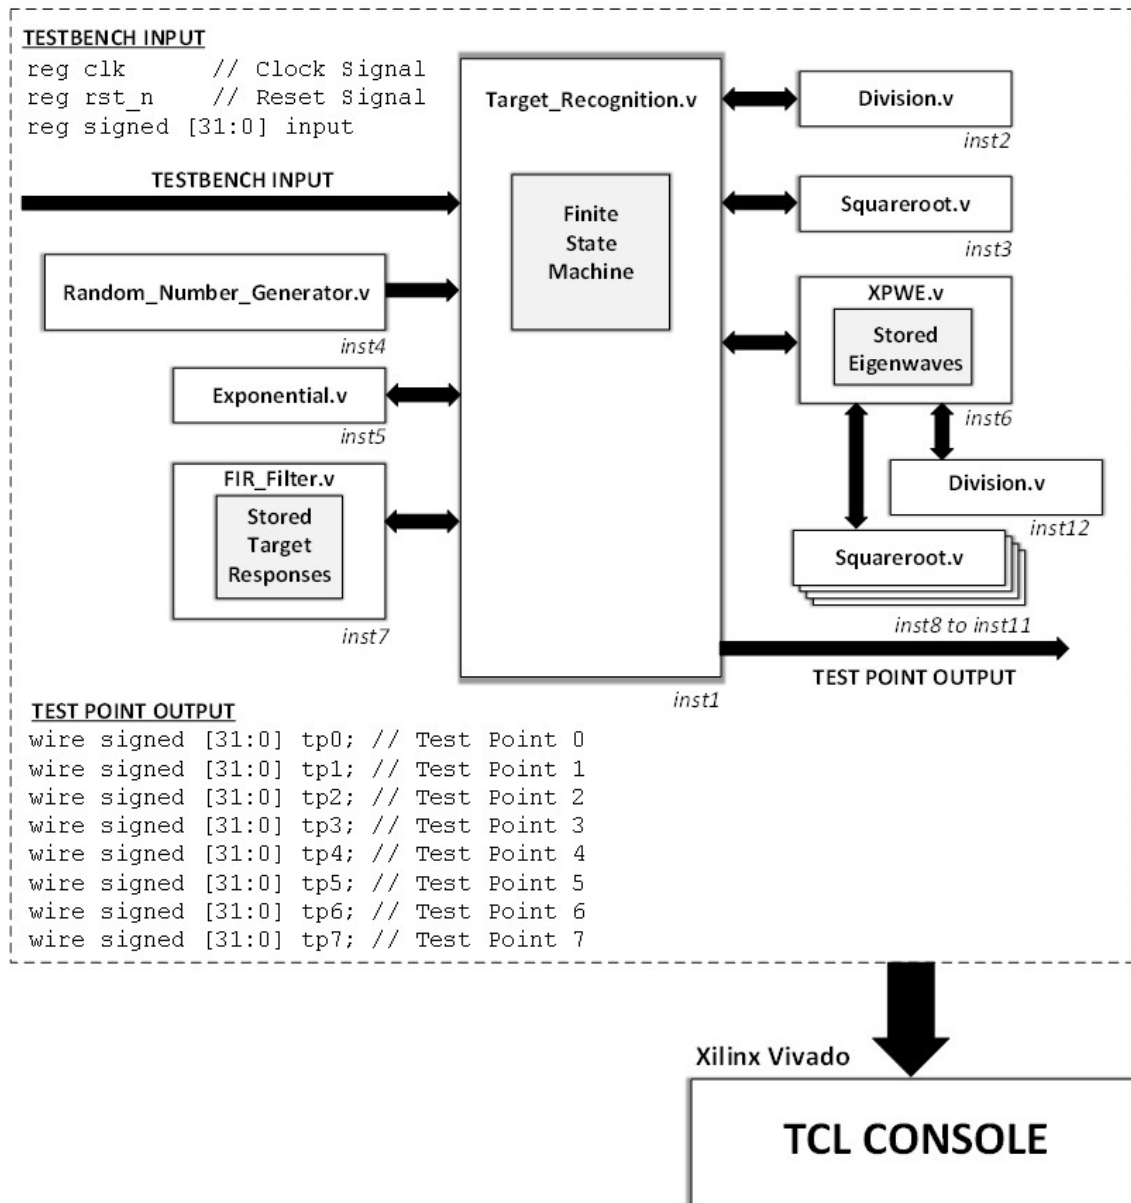 TESTBENCH INPUT
reg clk // Clock Signal
reg rst_n // Reset Signal
reg signed [31:0] input
TESTBENCH INPUT
Random_Number_Generator.v
inst4
Exponential.v
inst5
FIR_Filter.v
Stored
Target
Responses
inst7
Target_Recognition.v
Finite
State
Machine
inst1
Division.v
inst2
Squareroot.v
inst3
XPWE.v
Stored
Eigenwaves
inst6
Division.v
inst12
Squareroot.v
inst8 to inst11
TEST POINT OUTPUT
TEST POINT OUTPUT
wire signed [31:0] tp0; // Test Point 0
wire signed [31:0] tp1; // Test Point 1
wire signed [31:0] tp2; // Test Point 2
wire signed [31:0] tp3; // Test Point 3
wire signed [31:0] tp4; // Test Point 4
wire signed [31:0] tp5; // Test Point 5
wire signed [31:0] tp6; // Test Point 6
wire signed [31:0] tp7; // Test Point 7
Xilinx Vivado
TCL CONSOLE